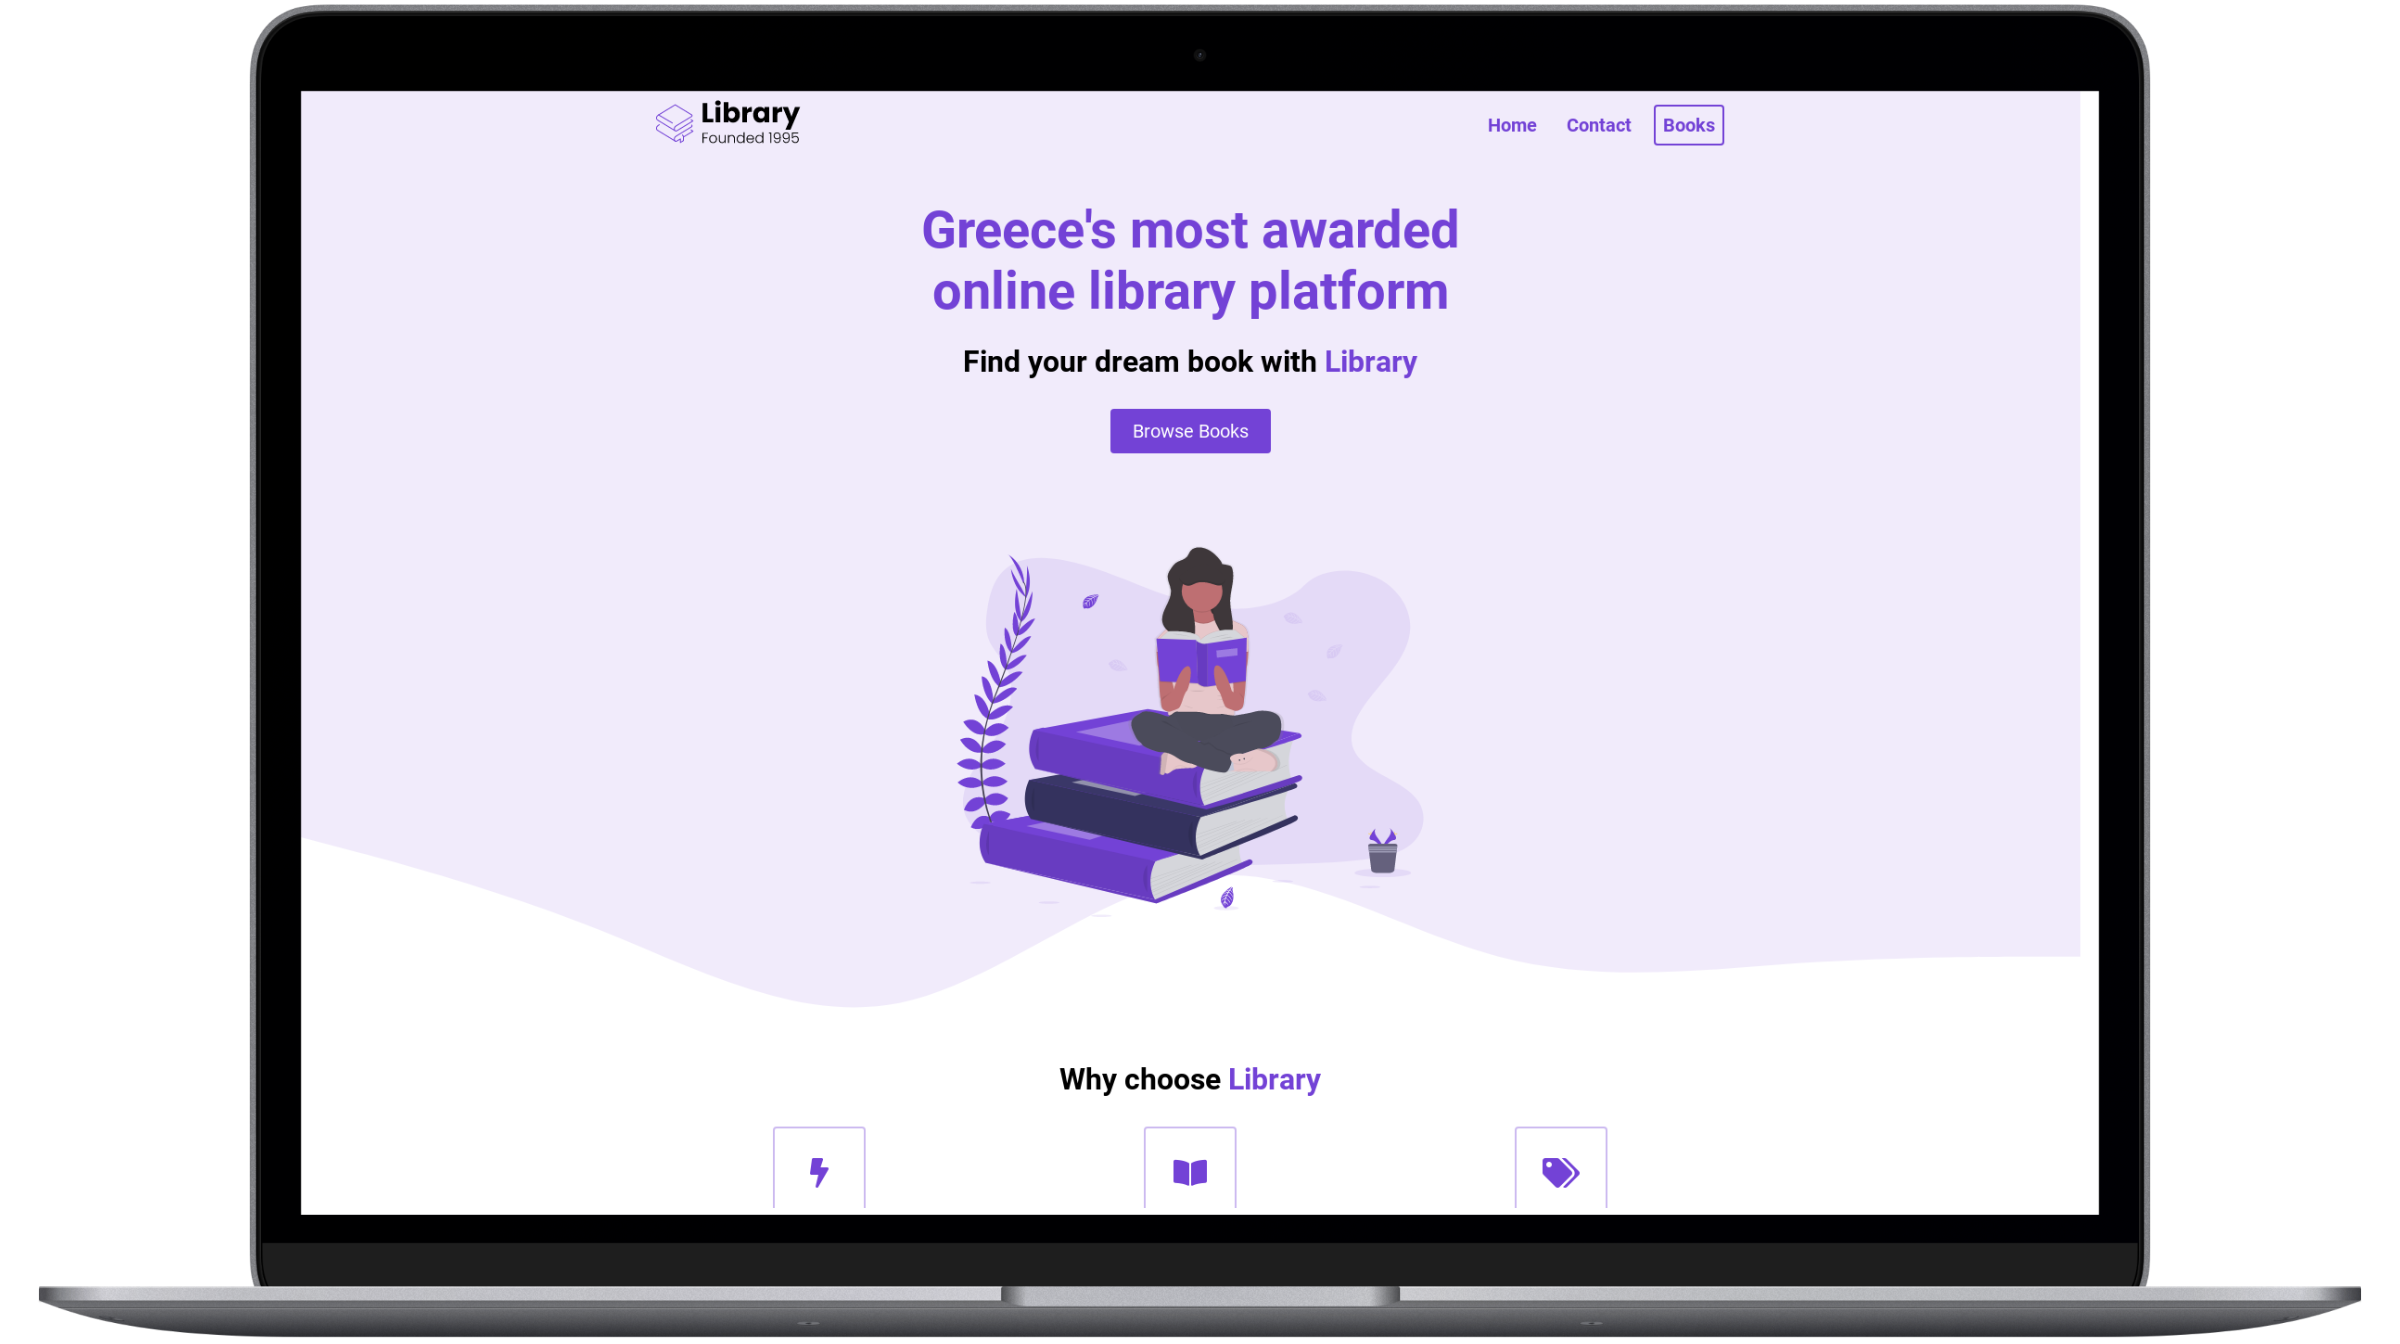 Library
Founded 1995
Home Contact Books
Greece's most awarded
online library platform
Find your dream book with Library
Browse Books
Why choose Library